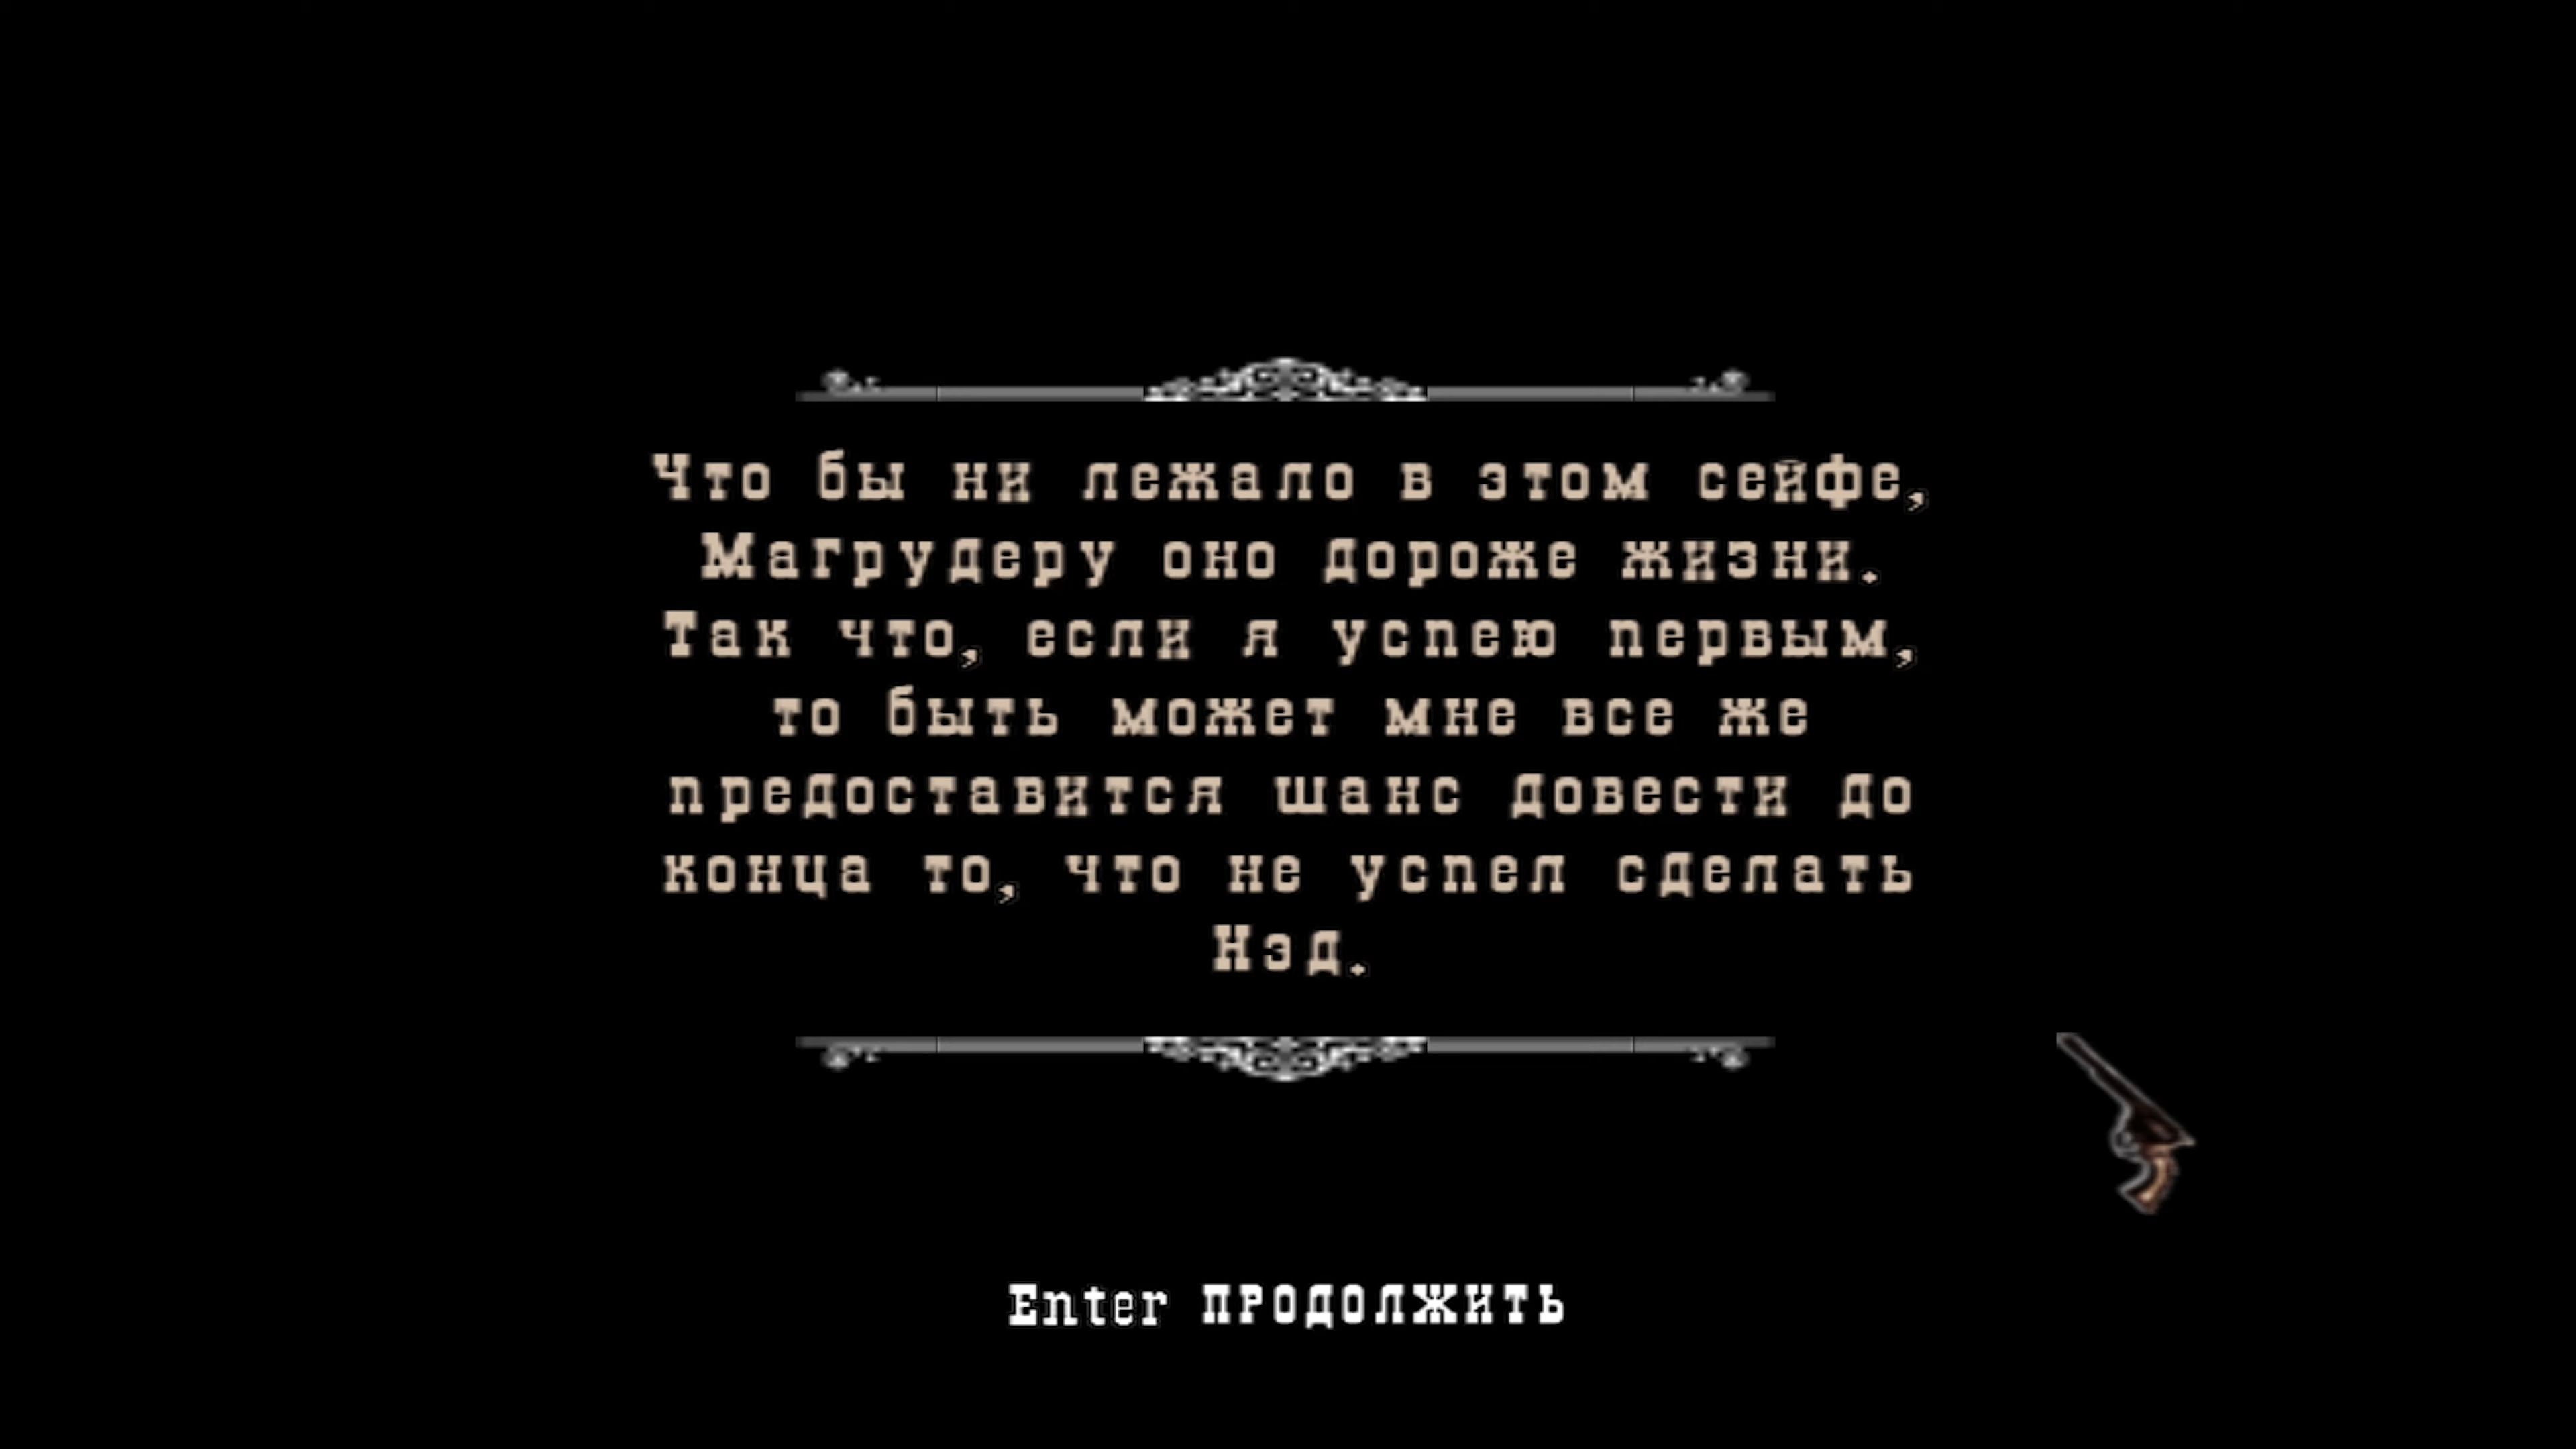 Что бы ни лежало в этом сейфе,
Магрудеру оно дороже жизни.
Так что, если я успею первым,
то быть может мне все же
предоставится шанс довести до
конца то, что не успел сделать
Нэд.
Enter ПРОДОЛЖИТЬ